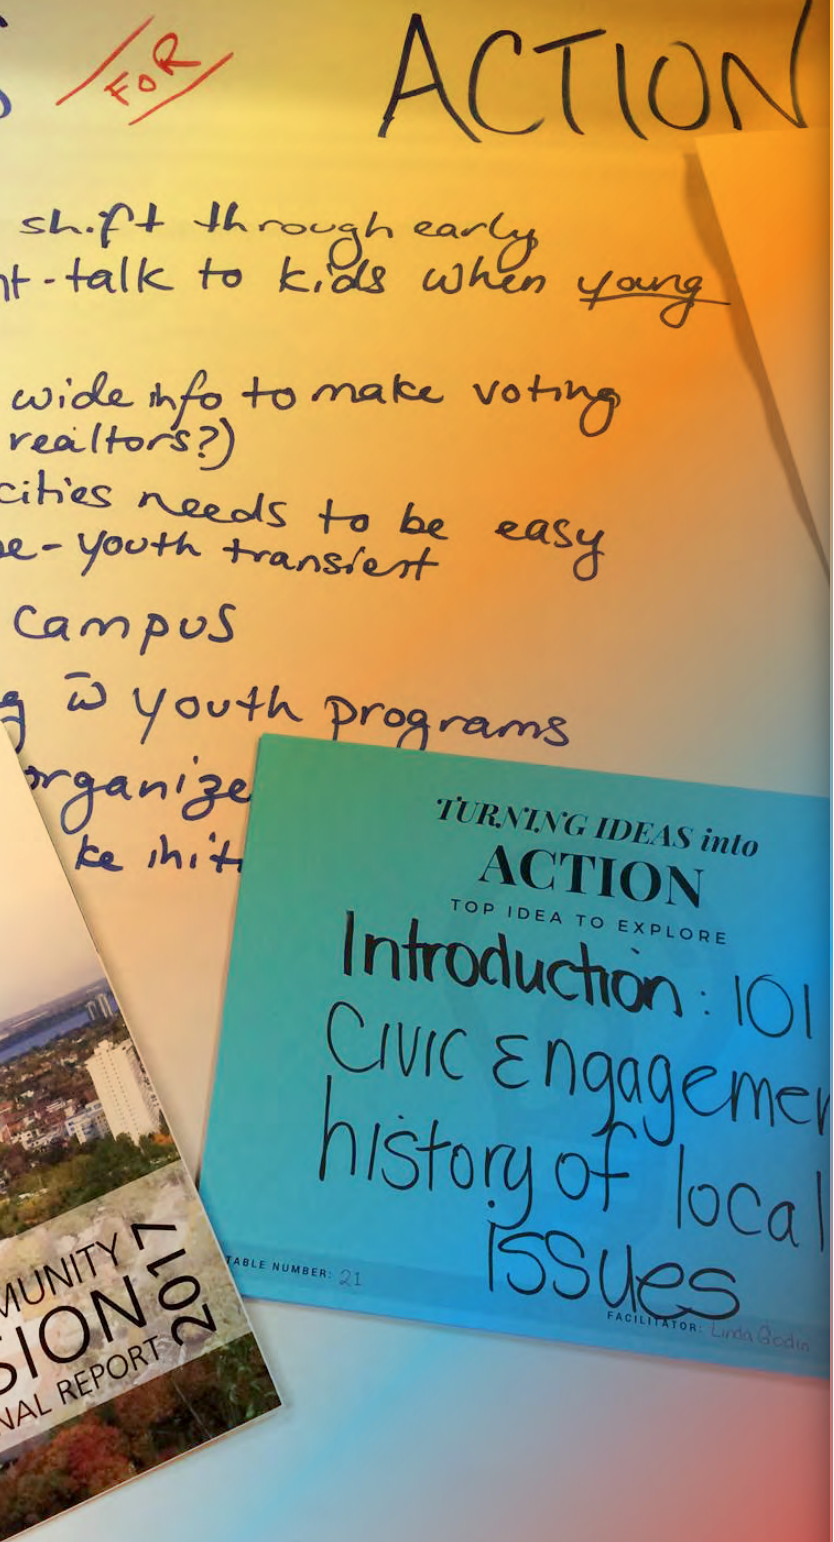 FOR ACTION
shift through early
talk to kids when young
wide info to make voting
realtors?)
cities needs to be easy
youth transient
campus
w̄ youth programs
organize
TURNING IDEAS into
ACTION
TOP IDEA TO EXPLORE
Introduction: 101
Civic Engagemen
history of local
issues
TABLE NUMBER: 21
FACILITATOR: Linda Godin
MUNITY
SION
NAL REPORT
2017